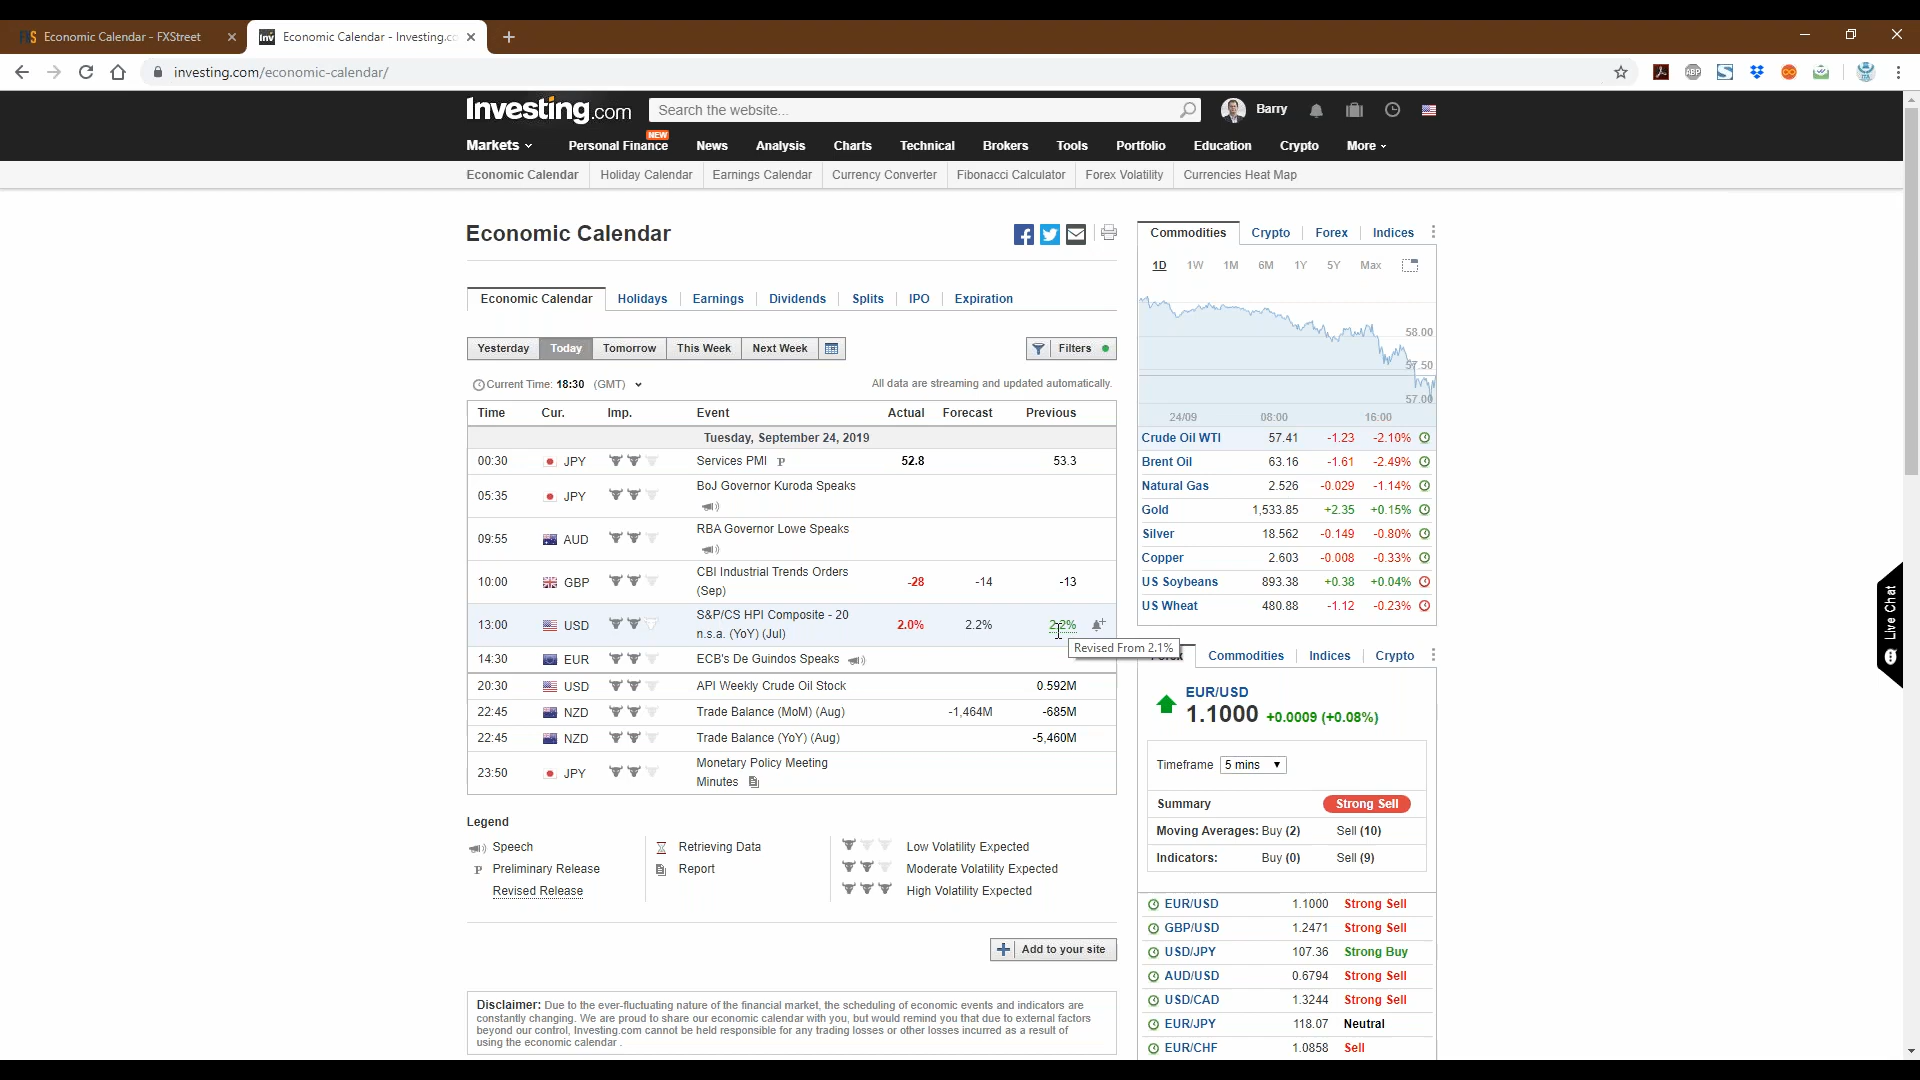 Economic Calendar - FXStreet
Economic Calendar - Investing.co
investing.com/economic-calendar/
Investing.com
Search the website...
Barry
NEW
Markets
Personal Finance
News
Analysis
Charts
Technical
Brokers
Tools
Portfolio
Education
Crypto
More
Economic Calendar
Holiday Calendar
Earnings Calendar
Currency Converter
Fibonacci Calculator
Forex Volatility
Currencies Heat Map
Economic Calendar
Economic Calendar
Holidays
Earnings
Dividends
Splits
IPO
Expiration
Yesterday
Today
Tomorrow
This Week
Next Week
Filters
Current Time: 18:30 (GMT)
All data are streaming and updated automatically.
Time Cur. Imp. Event Actual Forecast Previous
Tuesday, September 24, 2019
00:30 JPY Services PMI P 52.8 53.3
05:35 JPY BoJ Governor Kuroda Speaks
09:55 AUD RBA Governor Lowe Speaks
10:00 GBP CBI Industrial Trends Orders -28 -14 -13
(Sep)
13:00 USD S&P/CS HPI Composite - 20 2.0% 2.2% 2.2%
n.s.a. (YoY) (Jul)
Revised From 2.1%
14:30 EUR ECB's De Guindos Speaks
20:30 USD API Weekly Crude Oil Stock 0.592M
22:45 NZD Trade Balance (MoM) (Aug) -1,464M -685M
22:45 NZD Trade Balance (YoY) (Aug) -5,460M
23:50 JPY Monetary Policy Meeting
Minutes
Legend
Speech
P Preliminary Release
Revised Release
Retrieving Data
Report
Low Volatility Expected
Moderate Volatility Expected
High Volatility Expected
Add to your site
Disclaimer: Due to the ever-fluctuating nature of the financial market, the scheduling of economic events and indicators are
constantly changing. We are proud to share our economic calendar with you, but would remind you that due to external factors
beyond our control, Investing.com cannot be held responsible for any trading losses or other losses incurred as a result of
using the economic calendar .
Commodities
Crypto
Forex
Indices
1D 1W 1M 6M 1Y 5Y Max
58.00
57.50
57.00
24/09 08:00 16:00
Crude Oil WTI 57.41 -1.23 -2.10%
Brent Oil 63.16 -1.61 -2.49%
Natural Gas 2.526 -0.029 -1.14%
Gold 1,533.85 +2.35 +0.15%
Silver 18.562 -0.149 -0.80%
Copper 2.603 -0.008 -0.33%
US Soybeans 893.38 +0.38 +0.04%
US Wheat 480.88 -1.12 -0.23%
Commodities
Indices
Crypto
EUR/USD
1.1000 +0.0009 (+0.08%)
Timeframe 5 mins
Summary Strong Sell
Moving Averages: Buy (2) Sell (10)
Indicators: Buy (0) Sell (9)
EUR/USD 1.1000 Strong Sell
GBP/USD 1.2471 Strong Sell
USD/JPY 107.36 Strong Buy
AUD/USD 0.6794 Strong Sell
USD/CAD 1.3244 Strong Sell
EUR/JPY 118.07 Neutral
EUR/CHF 1.0858 Sell
Live Chat
ABP